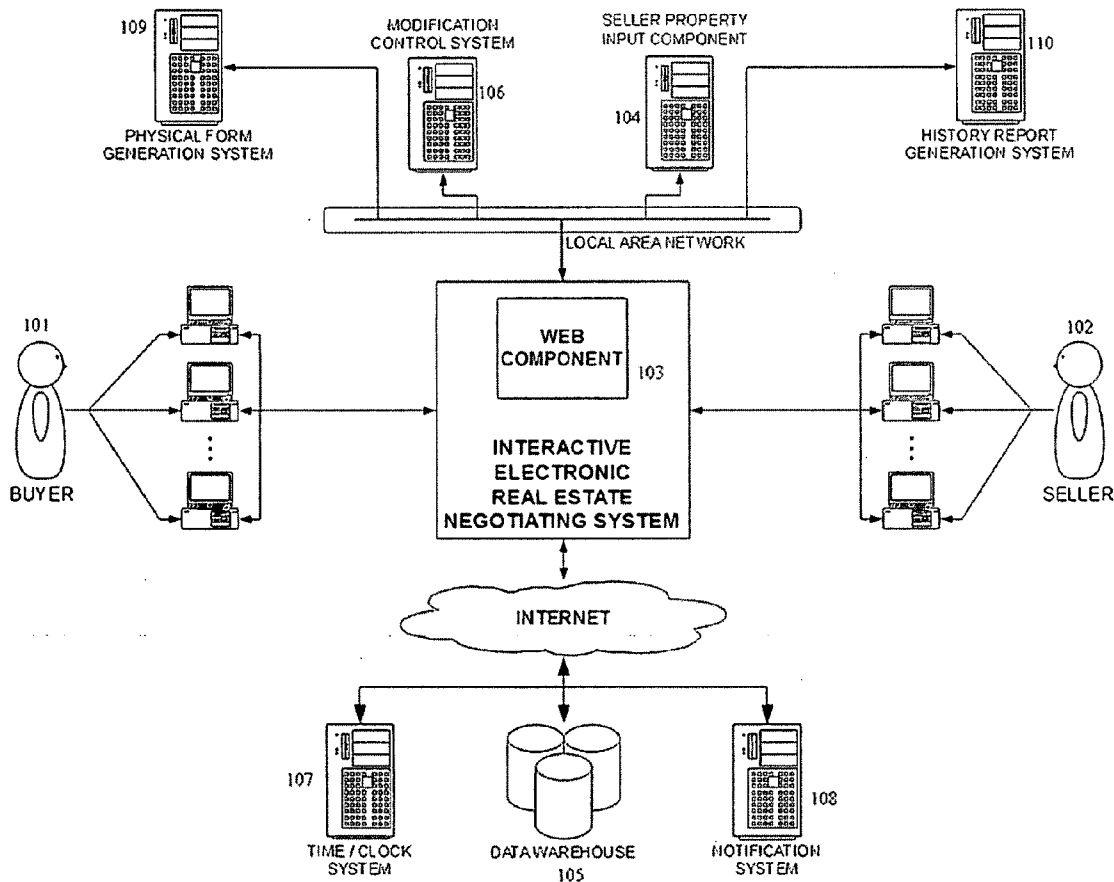 109
PHYSICAL FORM
GENERATION SYSTEM
MODIFICATION
CONTROL SYSTEM
106
SELLER PROPERTY
INPUT COMPONENT
104
110
HISTORY REPORT
GENERATION SYSTEM
LOCAL AREA NETWORK
101
BUYER
WEB
COMPONENT
103
INTERACTIVE
ELECTRONIC
REAL ESTATE
NEGOTIATING SYSTEM
102
SELLER
INTERNET
107
TIME / CLOCK
SYSTEM
DATA WAREHOUSE
105
108
NOTIFICATION
SYSTEM